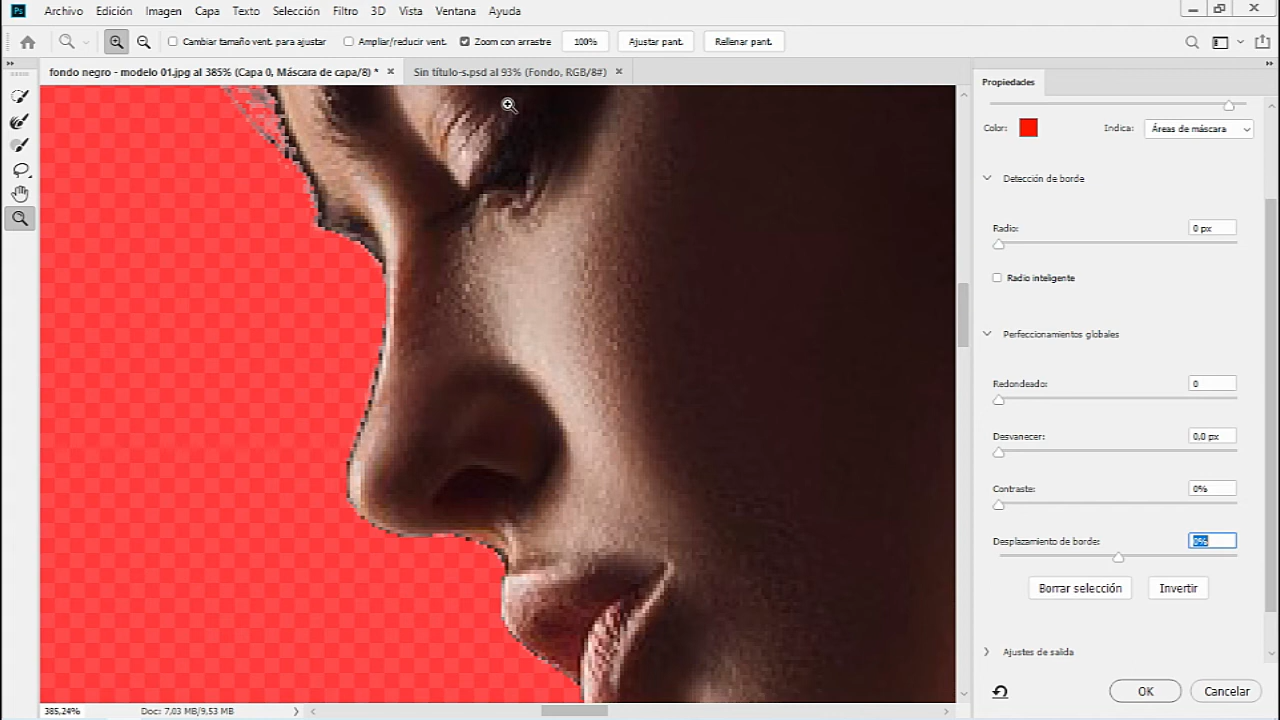 Ps Archivo Edición Imagen Capa Texto Selección Filtro 3D Vista Ventana Ayuda
Cambiar tamaño vent. para ajustar Ampliar/reducir vent. Zoom con arrastre 100% Ajustar pant. Rellenar pant.
fondo negro - modelo 01.jpg al 385% (Capa 0, Máscara de capa/8) * Sin título-s.psd al 93% (Fondo, RGB/8#)
Propiedades
Color: Indica: Áreas de máscara
Detección de borde
Radio: 0 px
Radio inteligente
Perfeccionamientos globales
Redondeado: 0
Desvanecer: 0,0 px
Contraste: 0%
Desplazamiento de borde: 0%
Borrar selección Invertir
Ajustes de salida
OK Cancelar
385,24% Doc: 7,03 MB/9,53 MB